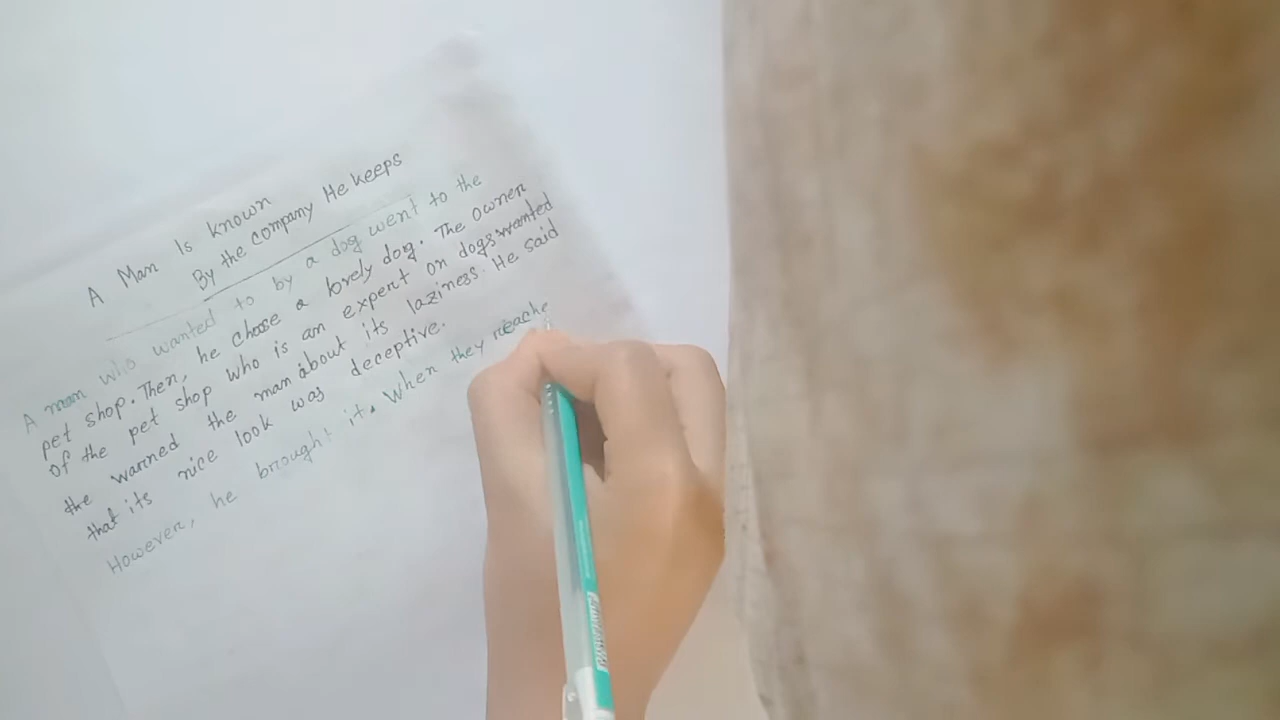 A Man Is known
By the company He keeps
A man who wanted to by a dog went to the
pet shop. Then, he choose a lovely dog. The owner
of the pet shop who is an expert on dogs wanted
the warned the man about its laziness. He said
that its nice look was deceptive.
However, he brought it. When they reache